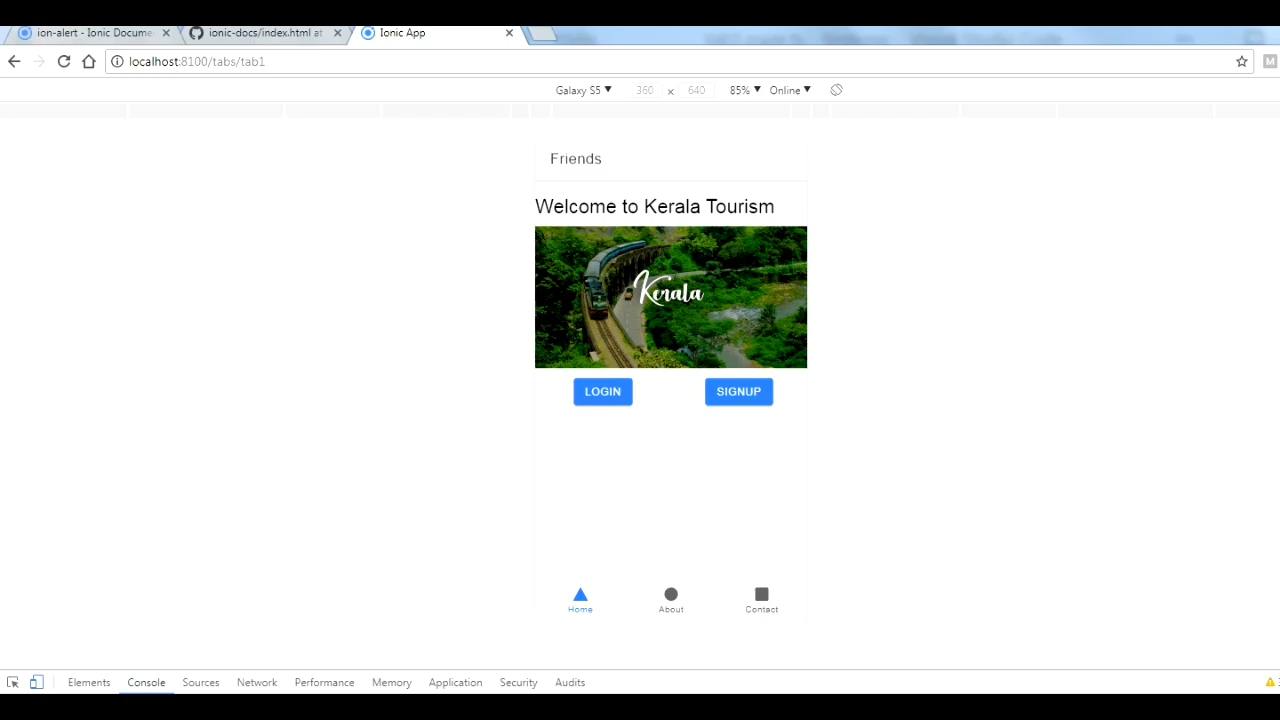 ion-alert - Ionic Docume
ionic-docs/index.html at
Ionic App
localhost:8100/tabs/tab1
M
Galaxy S5 ▼ 360 x 640 85% ▼ Online ▼
Friends
Welcome to Kerala Tourism
Kerala
LOGIN SIGNUP
Home About Contact
Elements Console Sources Network Performance Memory Application Security Audits